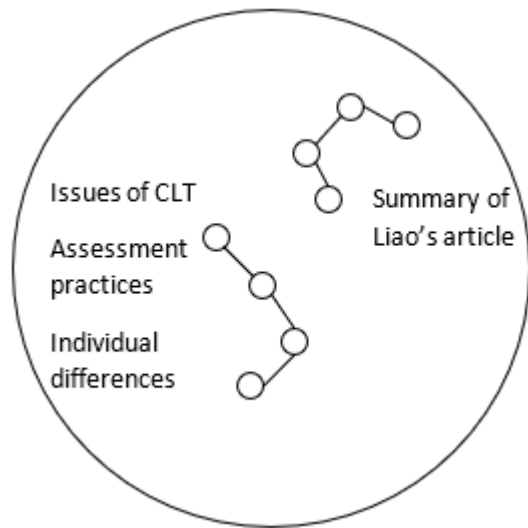 Issues of CLT
Assessment
practices
Individual
differences
Summary of
Liao's article